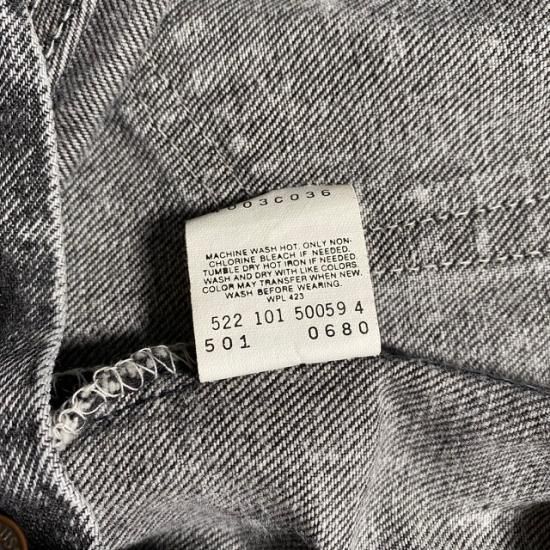 003C036
MACHINE WASH HOT. ONLY NON-
CHLORINE BLEACH IF NEEDED.
TUMBLE DRY HOT IRON IF NEEDED.
WASH AND DRY WITH LIKE COLORS.
COLOR MAY TRANSFER WHEN NEW.
WASH BEFORE WEARING.
WPL 423
522 101 50059 4
501 0680